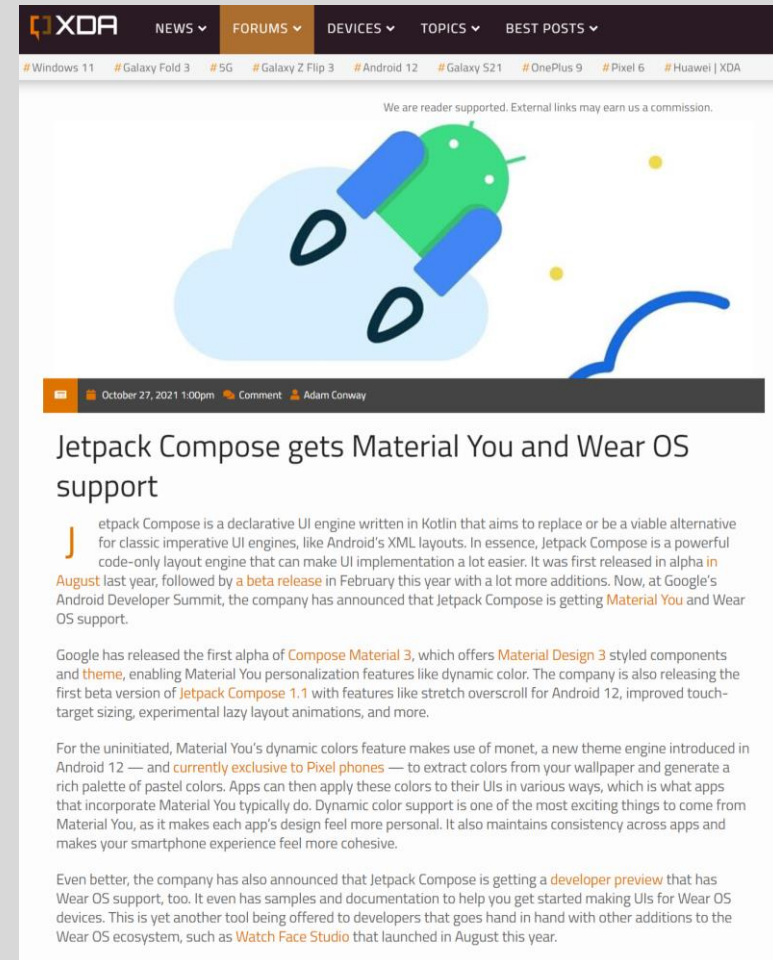 XDA NEWS FORUMS DEVICES TOPICS BEST POSTS
#Windows 11 #Galaxy Fold 3 #5G #Galaxy Z Flip 3 #Android 12 #Galaxy S21 #OnePlus 9 #Pixel 6 #Huawei | XDA
We are reader supported. External links may earn us a commission.
October 27, 2021 1:00pm Comment Adam Conway
Jetpack Compose gets Material You and Wear OS
support
Jetpack Compose is a declarative UI engine written in Kotlin that aims to replace or be a viable alternative
for classic imperative UI engines, like Android's XML layouts. In essence, Jetpack Compose is a powerful
code-only layout engine that can make UI implementation a lot easier. It was first released in alpha in
August last year, followed by a beta release in February this year with a lot more additions. Now, at Google's
Android Developer Summit, the company has announced that Jetpack Compose is getting Material You and Wear
OS support.
Google has released the first alpha of Compose Material 3, which offers Material Design 3 styled components
and theme, enabling Material You personalization features like dynamic color. The company is also releasing the
first beta version of Jetpack Compose 1.1 with features like stretch overscroll for Android 12, improved touch-
target sizing, experimental lazy layout animations, and more.
For the uninitiated, Material You's dynamic colors feature makes use of monet, a new theme engine introduced in
Android 12 — and currently exclusive to Pixel phones — to extract colors from your wallpaper and generate a
rich palette of pastel colors. Apps can then apply these colors to their UIs in various ways, which is what apps
that incorporate Material You typically do. Dynamic color support is one of the most exciting things to come from
Material You, as it makes each app's design feel more personal. It also maintains consistency across apps and
makes your smartphone experience feel more cohesive.
Even better, the company has also announced that Jetpack Compose is getting a developer preview that has
Wear OS support, too. It even has samples and documentation to help you get started making UIs for Wear OS
devices. This is yet another tool being offered to developers that goes hand in hand with other additions to the
Wear OS ecosystem, such as Watch Face Studio that launched in August this year.